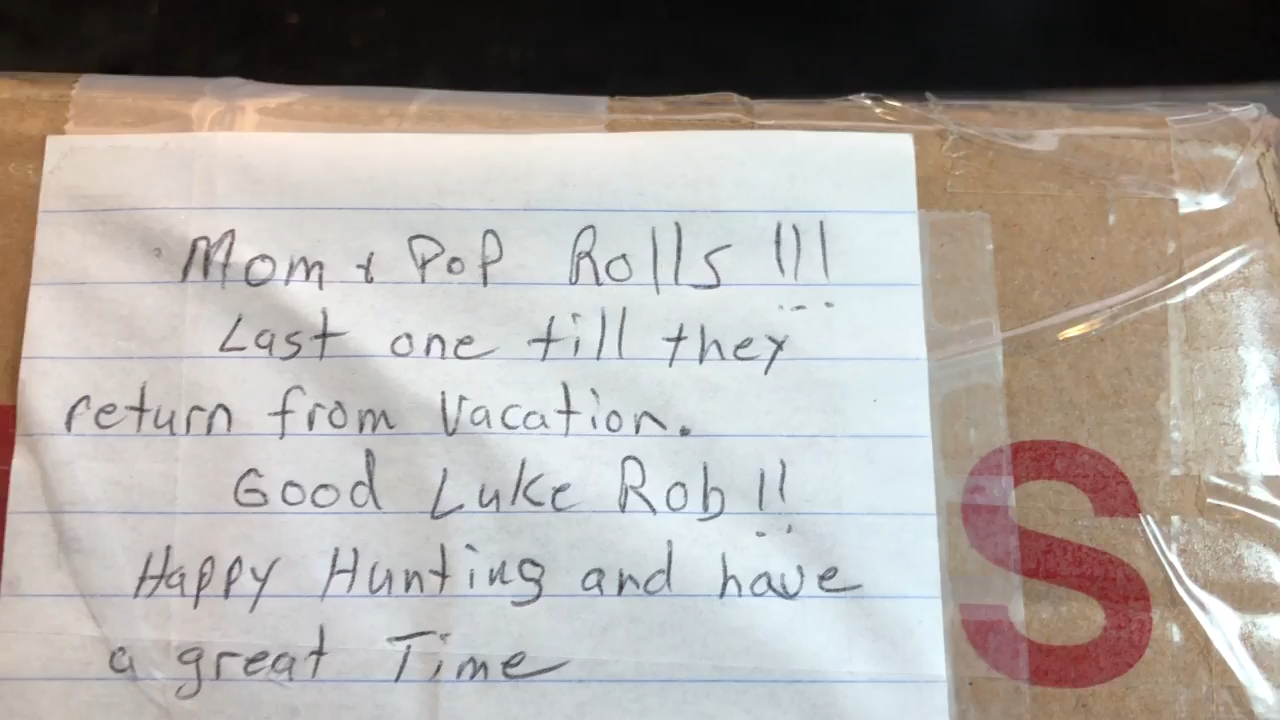 Mom & Pop Rolls !!!
Last one till they
return from Vacation.
Good Luke Rob !!
Happy Hunting and have
a great Time
S